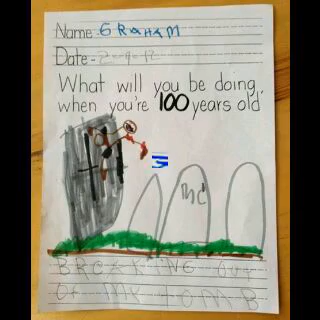 Name GRAHAM
Date - 2-9-12
What will you be doing
when you're 100 years old
Me
BREAKING OUT
OF MY TOMB